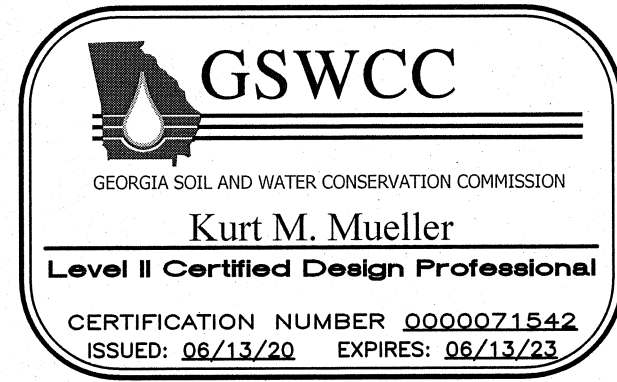 GSWCC
GEORGIA SOIL AND WATER CONSERVATION COMMISSION
Kurt M. Mueller
Level II Certified Design Professional
CERTIFICATION NUMBER 0000071542
ISSUED: 06/13/20 EXPIRES: 06/13/23